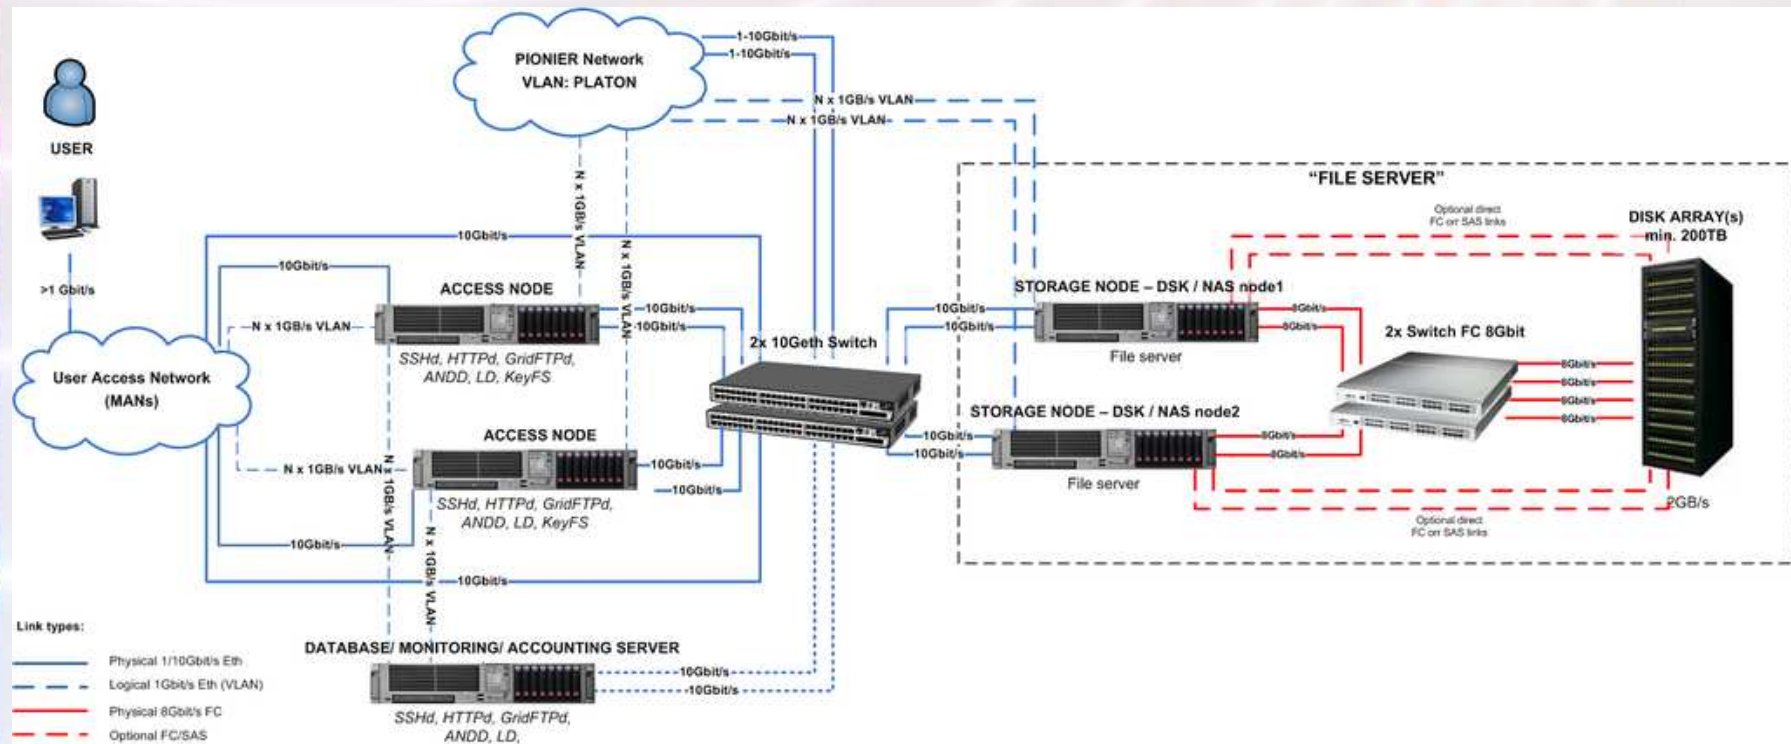 PIONIER Network
VLAN: PLATON
1-10Gbit/s
1-10Gbit/s
N x 1GB/s VLAN
N x 1GB/s VLAN
USER
>1 Gbit/s
User Access Network
(MANs)
10Gbit/s
10Gbit/s
N x 1GB/s VLAN
N x 1GB/s VLAN
N x 1GB/s VLAN
ACCESS NODE
SSHd, HTTPd, GridFTPd,
ANDD, LD, KeyFS
10Gbit/s
10Gbit/s
2x 10Geth Switch
N x 1GB/s VLAN
ACCESS NODE
SSHd, HTTPd, GridFTPd,
ANDD, LD, KeyFS
10Gbit/s
10Gbit/s
N x 1GB/s VLAN
N x 1GB/s VLAN
10Gbit/s
10Gbit/s
DATABASE/ MONITORING/ ACCOUNTING SERVER
SSHd, HTTPd, GridFTPd,
ANDD, LD,
10Gbit/s
10Gbit/s
"FILE SERVER"
Optional direct
FC orr SAS links
DISK ARRAY(s)
min. 200TB
STORAGE NODE – DSK / NAS node1
10Gbit/s
10Gbit/s
File server
8Gbit/s
8Gbit/s
2x Switch FC 8Gbit
8Gbit/s
8Gbit/s
8Gbit/s
8Gbit/s
STORAGE NODE – DSK / NAS node2
10Gbit/s
10Gbit/s
File server
8Gbit/s
8Gbit/s
2GB/s
Optional direct
FC orr SAS links
Link types:
Physical 1/10Gbit/s Eth
Logical 1Gbit/s Eth (VLAN)
Physical 8Gbit/s FC
Optional FC/SAS